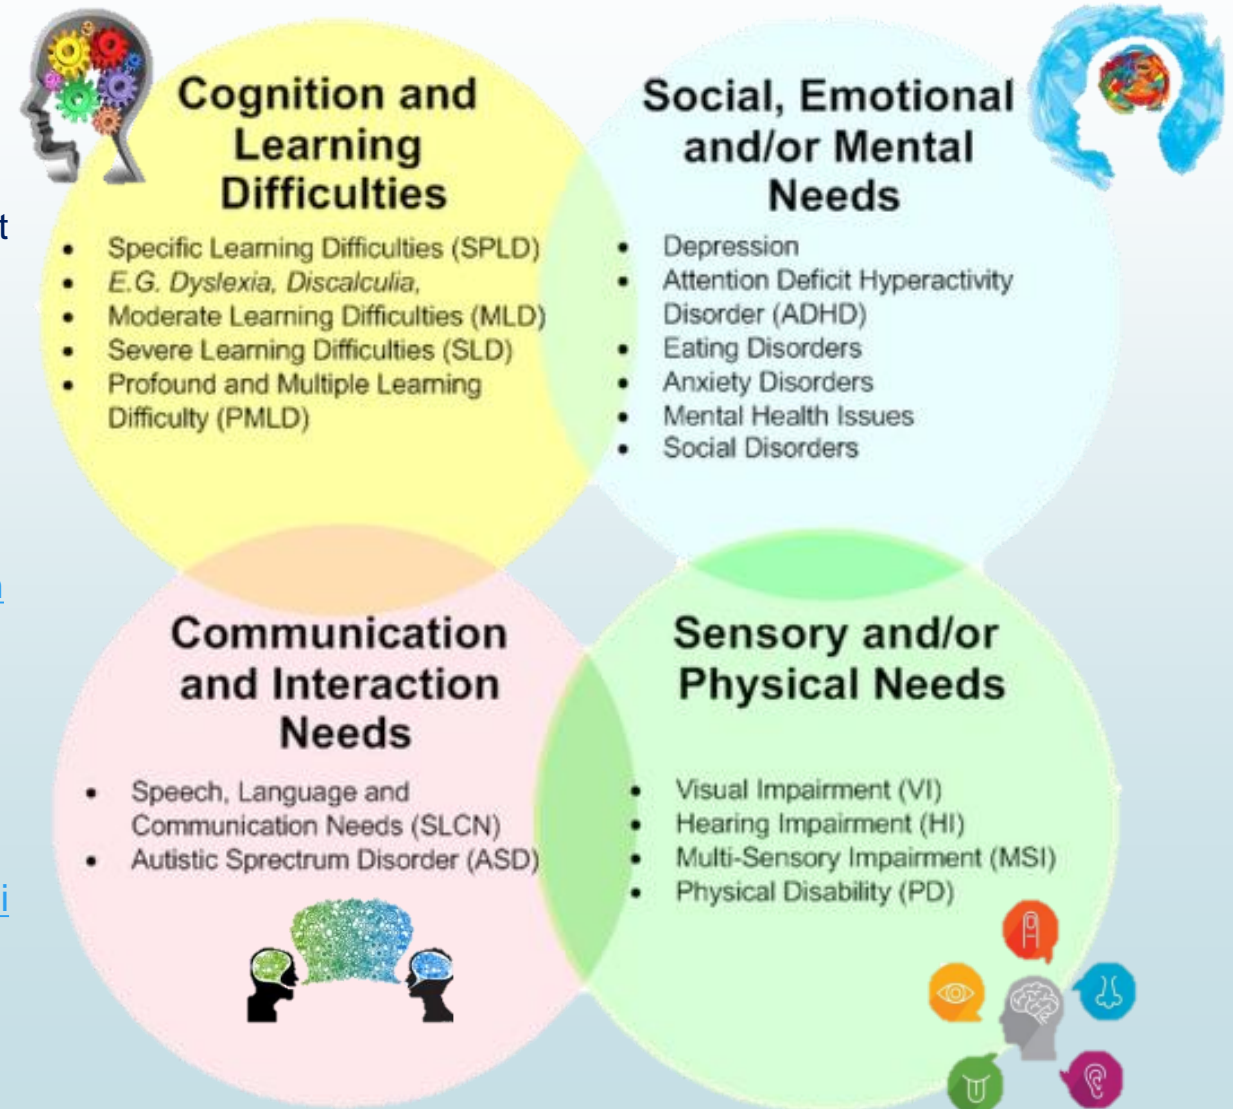 Cognition and
Learning
Difficulties
• Specific Learning Difficulties (SPLD)
• E.G. Dyslexia, Discalculia,
• Moderate Learning Difficulties (MLD)
• Severe Learning Difficulties (SLD)
• Profound and Multiple Learning
Difficulty (PMLD)
Social, Emotional
and/or Mental
Needs
• Depression
• Attention Deficit Hyperactivity
Disorder (ADHD)
• Eating Disorders
• Anxiety Disorders
• Mental Health Issues
• Social Disorders
Communication
and Interaction
Needs
• Speech, Language and
Communication Needs (SLCN)
• Autistic Sprectrum Disorder (ASD)
Sensory and/or
Physical Needs
• Visual Impairment (VI)
• Hearing Impairment (HI)
• Multi-Sensory Impairment (MSI)
• Physical Disability (PD)